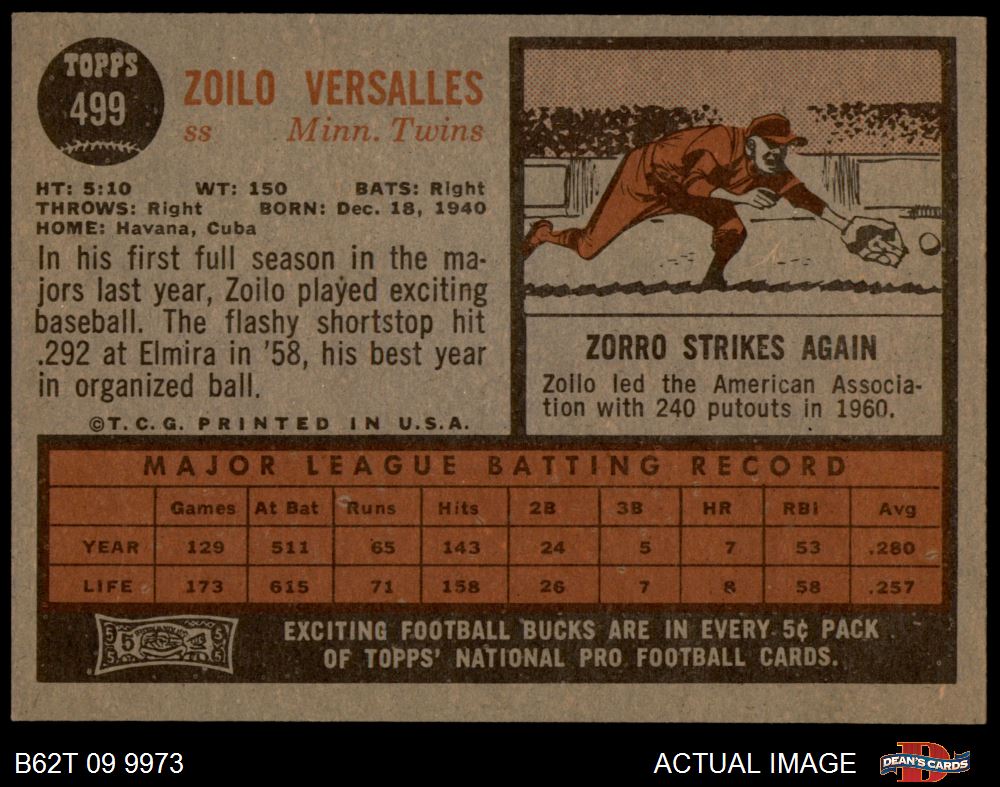 TOPPS
499
ZOILO VERSALLES
ss Minn. Twins
HT: 5:10 WT: 150 BATS: Right
THROWS: Right BORN: Dec. 18, 1940
HOME: Havana, Cuba
In his first full season in the ma-
jors last year, Zoilo played exciting
baseball. The flashy shortstop hit
.292 at Elmira in '58, his best year
in organized ball.
©T.C.G. PRINTED IN U.S.A.
ZORRO STRIKES AGAIN
Zoilo led the American Associa-
tion with 240 putouts in 1960.
MAJOR LEAGUE BATTING RECORD
Games At Bat Runs Hits 2B 3B HR RBI Avg
YEAR 129 511 65 143 24 5 7 53 .280
LIFE 173 615 71 158 26 7 8 58 .257
5 5 5 5 5
EXCITING FOOTBALL BUCKS ARE IN EVERY 5¢ PACK
OF TOPPS' NATIONAL PRO FOOTBALL CARDS.
B62T 09 9973 ACTUAL IMAGE DEAN'S CARDS